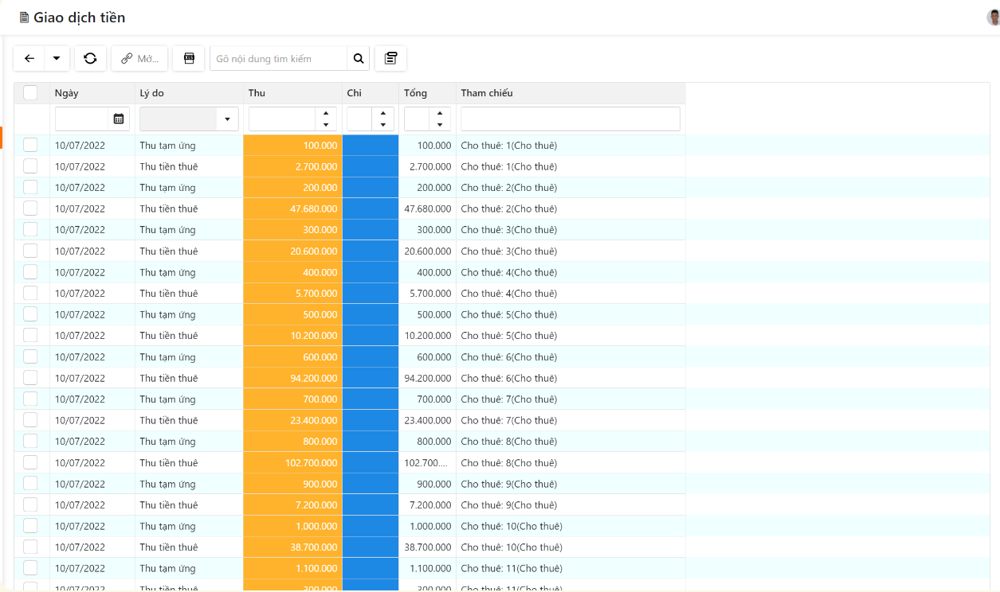 Giao dịch tiền
Mớ... XLS Gõ nội dung tìm kiếm
Ngày Lý do Thu Chi Tổng Tham chiếu
10/07/2022 Thu tạm ứng 100.000 100.000 Cho thuê: 1(Cho thuê)
10/07/2022 Thu tiền thuê 2.700.000 2.700.000 Cho thuê: 1(Cho thuê)
10/07/2022 Thu tạm ứng 200.000 200.000 Cho thuê: 2(Cho thuê)
10/07/2022 Thu tiền thuê 47.680.000 47.680.000 Cho thuê: 2(Cho thuê)
10/07/2022 Thu tạm ứng 300.000 300.000 Cho thuê: 3(Cho thuê)
10/07/2022 Thu tiền thuê 20.600.000 20.600.000 Cho thuê: 3(Cho thuê)
10/07/2022 Thu tạm ứng 400.000 400.000 Cho thuê: 4(Cho thuê)
10/07/2022 Thu tiền thuê 5.700.000 5.700.000 Cho thuê: 4(Cho thuê)
10/07/2022 Thu tạm ứng 500.000 500.000 Cho thuê: 5(Cho thuê)
10/07/2022 Thu tiền thuê 10.200.000 10.200.000 Cho thuê: 5(Cho thuê)
10/07/2022 Thu tạm ứng 600.000 600.000 Cho thuê: 6(Cho thuê)
10/07/2022 Thu tiền thuê 94.200.000 94.200.000 Cho thuê: 6(Cho thuê)
10/07/2022 Thu tạm ứng 700.000 700.000 Cho thuê: 7(Cho thuê)
10/07/2022 Thu tiền thuê 23.400.000 23.400.000 Cho thuê: 7(Cho thuê)
10/07/2022 Thu tạm ứng 800.000 800.000 Cho thuê: 8(Cho thuê)
10/07/2022 Thu tiền thuê 102.700.000 102.700.... Cho thuê: 8(Cho thuê)
10/07/2022 Thu tạm ứng 900.000 900.000 Cho thuê: 9(Cho thuê)
10/07/2022 Thu tiền thuê 7.200.000 7.200.000 Cho thuê: 9(Cho thuê)
10/07/2022 Thu tạm ứng 1.000.000 1.000.000 Cho thuê: 10(Cho thuê)
10/07/2022 Thu tiền thuê 38.700.000 38.700.000 Cho thuê: 10(Cho thuê)
10/07/2022 Thu tạm ứng 1.100.000 1.100.000 Cho thuê: 11(Cho thuê)
10/07/2022 Thu tiền thuê Cho thuê: 11(Cho thuê)